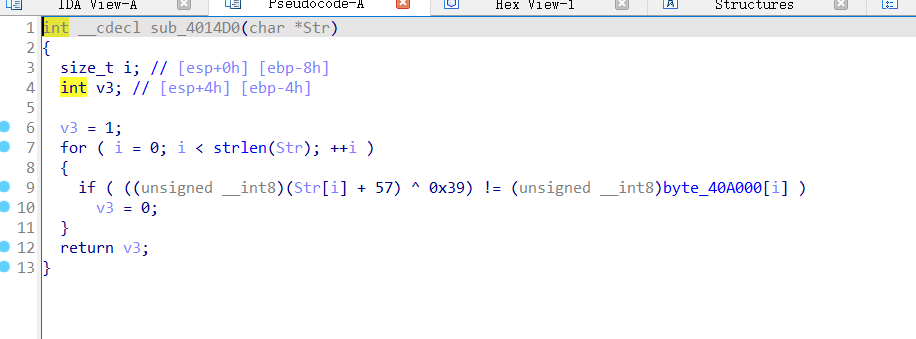 IDA View-A Pseudocode-A Hex View-1 A Structures
1 int __cdecl sub_4014D0(char *Str)
2 {
3 size_t i; // [esp+0h] [ebp-8h]
4 int v3; // [esp+4h] [ebp-4h]
5
6 v3 = 1;
7 for ( i = 0; i < strlen(Str); ++i )
8 {
9 if ( ((unsigned __int8)(Str[i] + 57) ^ 0x39) != (unsigned __int8)byte_40A000[i] )
10 v3 = 0;
11 }
12 return v3;
13 }